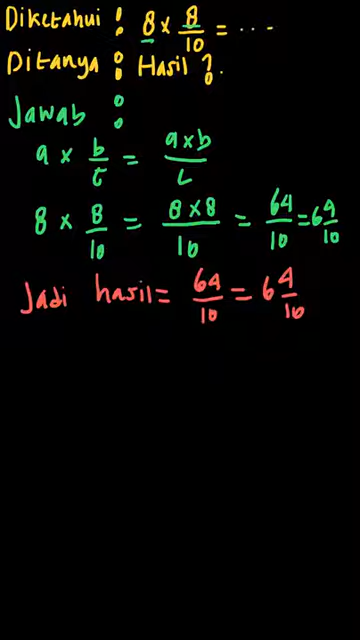 Diketahui : 8 × 8/10 = ....
Ditanya : Hasil ?.
Jawab :
a × b/c = a×b/c
8 × 8/10 = 8×8/10 = 64/10 = 6 4/10
Jadi hasil = 64/10 = 6 4/10